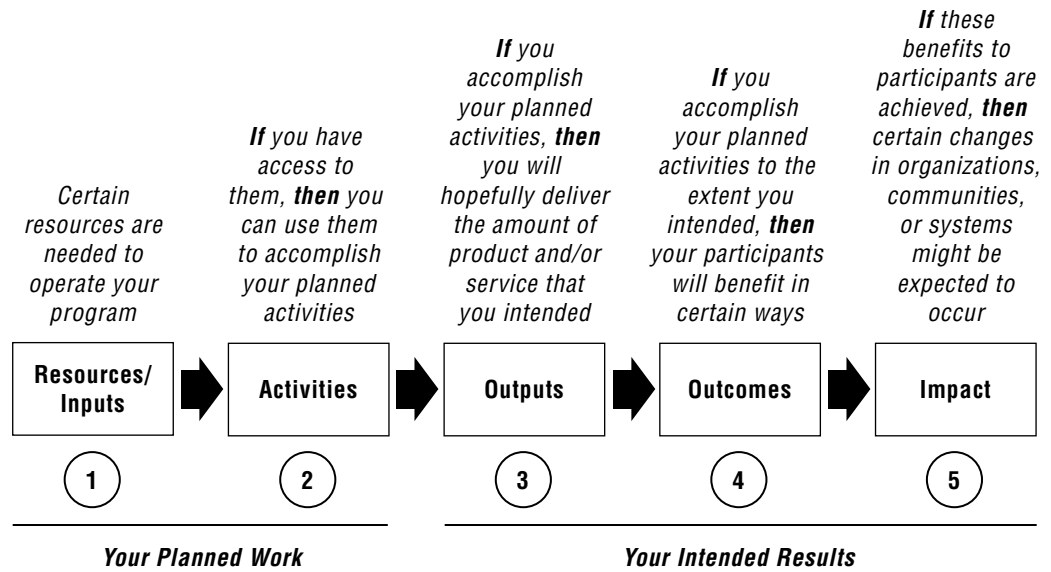 Certain
resources are
needed to
operate your
program
If you have
access to
them, then you
can use them
to accomplish
your planned
activities
If you
accomplish
your planned
activities, then
you will
hopefully deliver
the amount of
product and/or
service that
you intended
If you
accomplish
your planned
activities to the
extent you
intended, then
your participants
will benefit in
certain ways
If these
benefits to
participants are
achieved, then
certain changes
in organizations,
communities,
or systems
might be
expected to
occur
Resources/
Inputs
Activities
Outputs
Outcomes
Impact
1
2
3
4
5
Your Planned Work
Your Intended Results